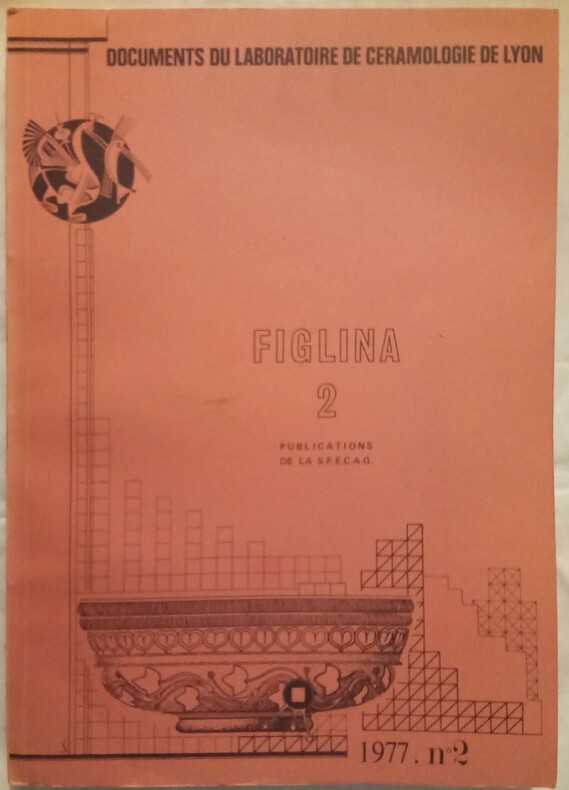 DOCUMENTS DU LABORATOIRE DE CERAMOLOGIE DE LYON
FIGLINA
2
PUBLICATIONS
DE LA S.F.E.C.A.G.
1977. n°2